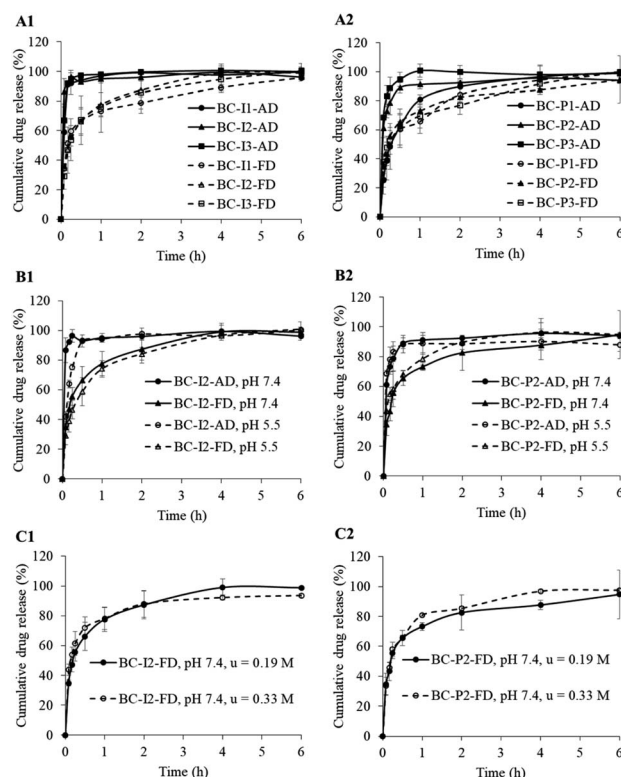 A1
Cumulative drug release (%)
120
100
80
60
40
20
0
BC-I1-AD
BC-I2-AD
BC-I3-AD
BC-I1-FD
BC-I2-FD
BC-I3-FD
0 1 2 3 4 5 6
Time (h)
A2
Cumulative drug release (%)
120
100
80
60
40
20
0
BC-P1-AD
BC-P2-AD
BC-P3-AD
BC-P1-FD
BC-P2-FD
BC-P3-FD
0 1 2 3 4 5 6
Time (h)
B1
Cumulative drug release (%)
120
100
80
60
40
20
0
BC-I2-AD, pH 7.4
BC-I2-FD, pH 7.4
BC-I2-AD, pH 5.5
BC-I2-FD, pH 5.5
0 1 2 3 4 5 6
Time (h)
B2
Cumulative drug release (%)
120
100
80
60
40
20
0
BC-P2-AD, pH 7.4
BC-P2-FD, pH 7.4
BC-P2-AD, pH 5.5
BC-P2-FD, pH 5.5
0 1 2 3 4 5 6
Time (h)
C1
Cumulative drug release (%)
120
100
80
60
40
20
0
BC-I2-FD, pH 7.4, u = 0.19 M
BC-I2-FD, pH 7.4, u = 0.33 M
0 1 2 3 4 5 6
Time (h)
C2
Cumulative drug release (%)
120
100
80
60
40
20
0
BC-P2-FD, pH 7.4, u = 0.19 M
BC-P2-FD, pH 7.4, u = 0.33 M
0 1 2 3 4 5 6
Time (h)